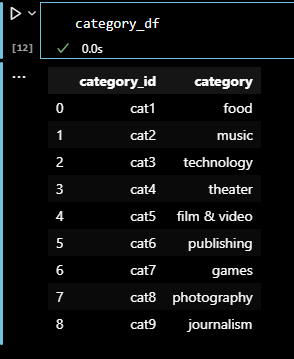 category_df
[12]
0.0s
...
category_id category
0 cat1 food
1 cat2 music
2 cat3 technology
3 cat4 theater
4 cat5 film & video
5 cat6 publishing
6 cat7 games
7 cat8 photography
8 cat9 journalism